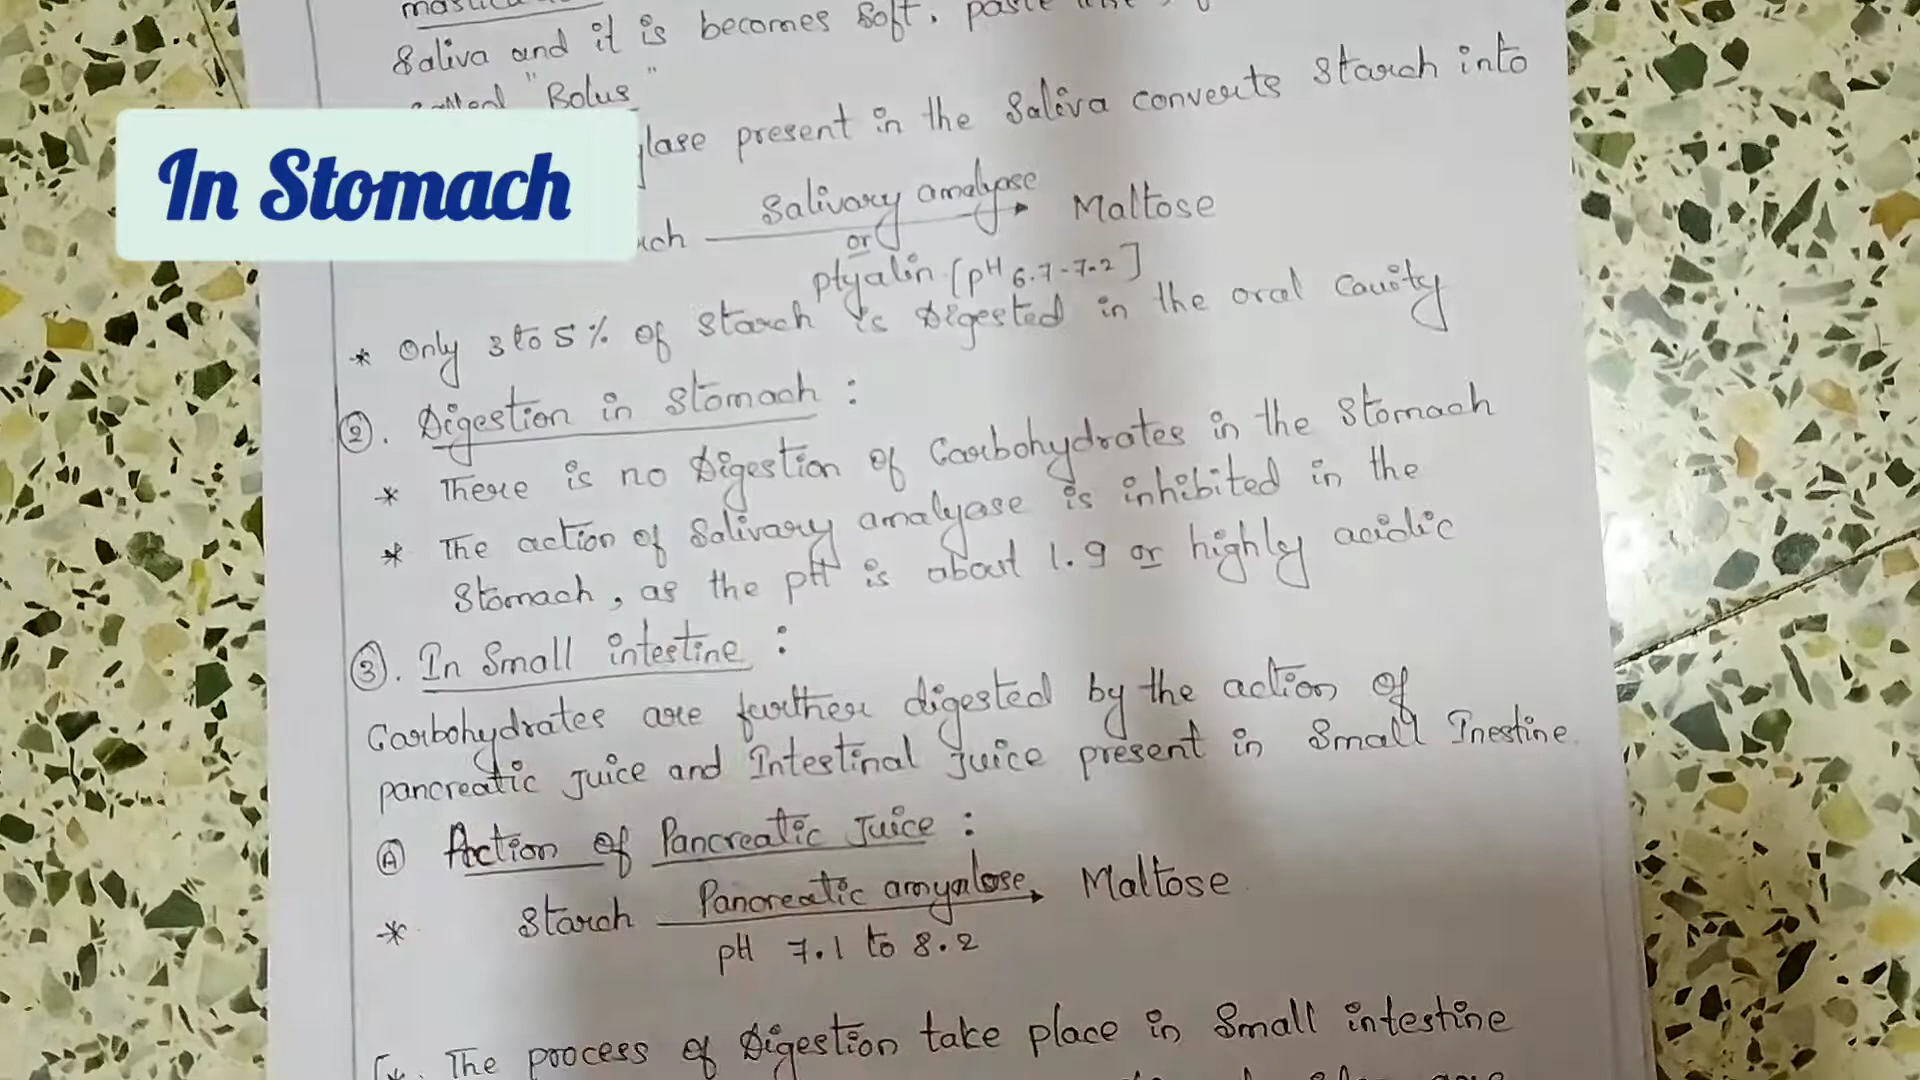 Saliva and it is becomes soft, paste
"Bolus"
present in the Saliva converts starch into
In Stomach
Salivary amalyase
Maltose
or
ptyalin [pH 6.7-7.2]
* Only 3 to 5% of starch is Digested in the oral cavity
②. Digestion in Stomach :
* There is no Digestion of Carbohydrates in the Stomach
* The action of Salivary amalyase is inhibited in the
Stomach, as the pH is about 1.9 or highly acidic
③. In Small intestine :
Carbohydrates are further digested by the action of
pancreatic juice and Intestinal juice present in Small Inestine.
Ⓐ Action of Pancreatic Juice :
* Starch Pancreatic amyalase Maltose
pH 7.1 to 8.2
The process of Digestion take place in Small intestine